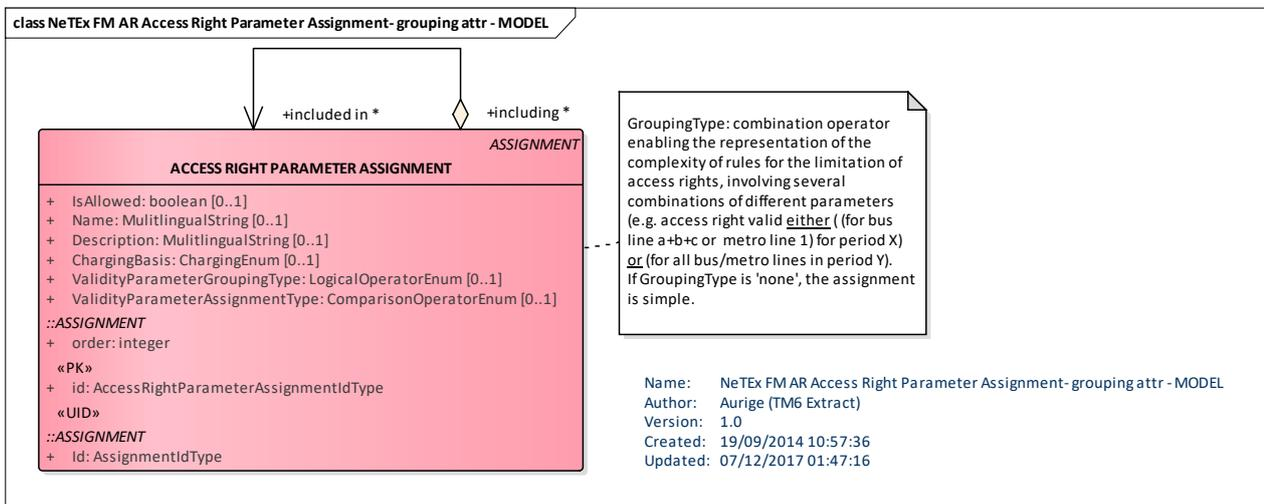 class NeTEx FM AR Access Right Parameter Assignment- grouping attr - MODEL
+included in *
+including *
ASSIGNMENT
ACCESS RIGHT PARAMETER ASSIGNMENT
+ IsAllowed: boolean [0..1]
+ Name: MulitlingualString [0..1]
+ Description: MulitlingualString [0..1]
+ ChargingBasis: ChargingEnum [0..1]
+ ValidityParameterGroupingType: LogicalOperatorEnum [0..1]
+ ValidityParameterAssignmentType: ComparisonOperatorEnum [0..1]
::ASSIGNMENT
+ order: integer
«PK»
+ id: AccessRightParameterAssignmentIdType
«UID»
::ASSIGNMENT
+ Id: AssignmentIdType
GroupingType: combination operator
enabling the representation of the
complexity of rules for the limitation of
access rights, involving several
combinations of different parameters
(e.g. access right valid either ( (for bus
line a+b+c or metro line 1) for period X)
or (for all bus/metro lines in period Y).
If GroupingType is 'none', the assignment
is simple.
Name: NeTEx FM AR Access Right Parameter Assignment- grouping attr - MODEL
Author: Aurige (TM6 Extract)
Version: 1.0
Created: 19/09/2014 10:57:36
Updated: 07/12/2017 01:47:16